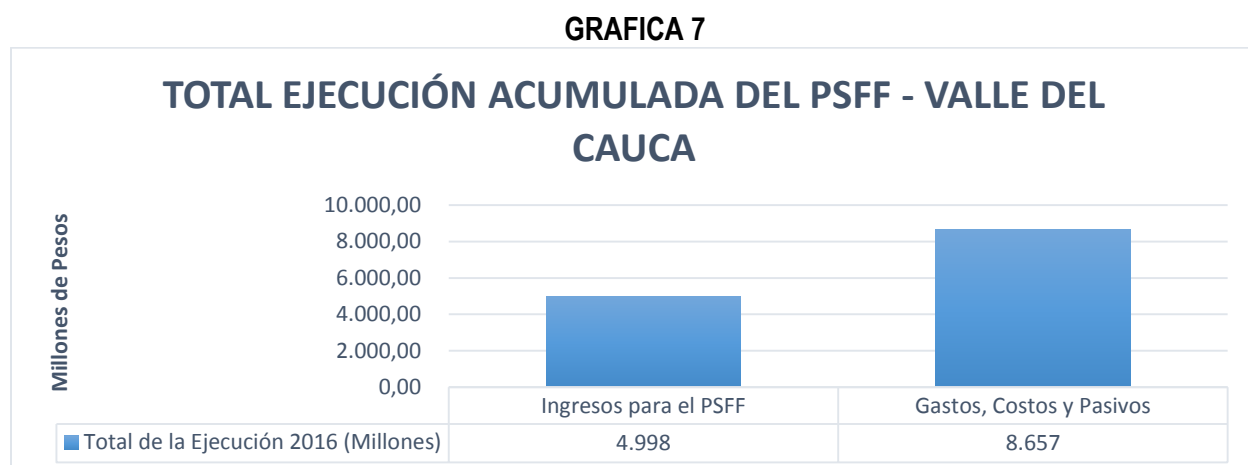 GRAFICA 7
TOTAL EJECUCIÓN ACUMULADA DEL PSFF - VALLE DEL
CAUCA
Millones de Pesos
10.000,00
8.000,00
6.000,00
4.000,00
2.000,00
0,00
Ingresos para el PSFF Gastos, Costos y Pasivos
Total de la Ejecución 2016 (Millones) 4.998 8.657